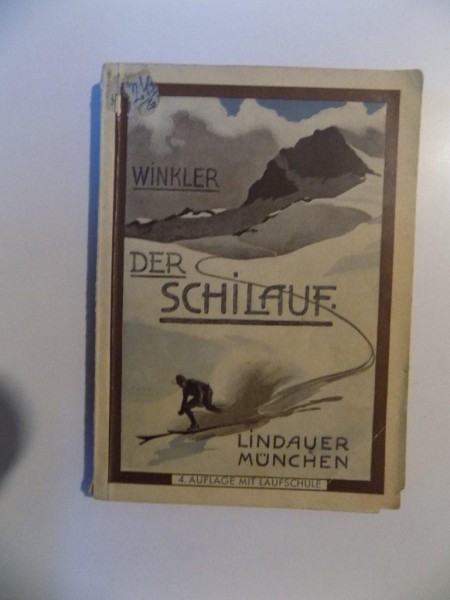 WINKLER
DER
SCHILAUF.
LINDAUER
MÜNCHEN
4. AUFLAGE MIT LAUFSCHULE